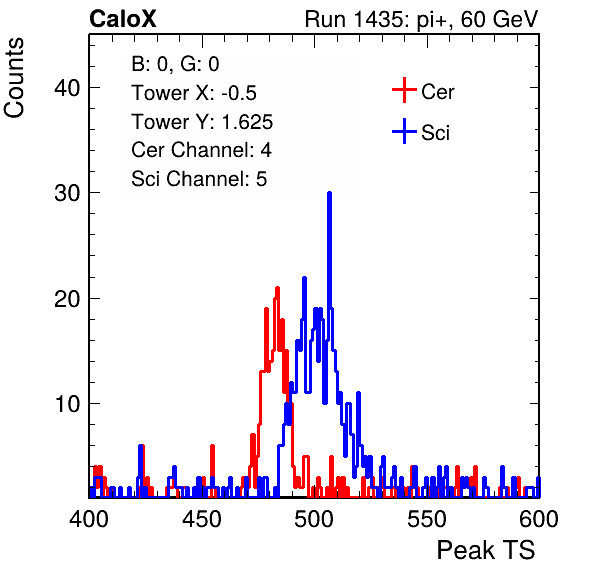 CaloX Run 1435: pi+, 60 GeV
Counts
B: 0, G: 0
Tower X: -0.5
Tower Y: 1.625
Cer Channel: 4
Sci Channel: 5
Cer
Sci
40
30
20
10
400 450 500 550 600
Peak TS